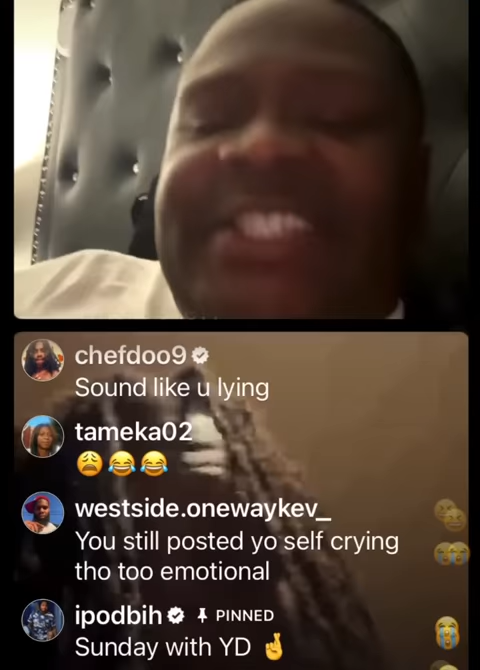 chefdoo9
Sound like u lying
tameka02
😩😂😂
westside.onewaykev_
You still posted yo self crying
tho too emotional
ipodbih PINNED
Sunday with YD 🤞